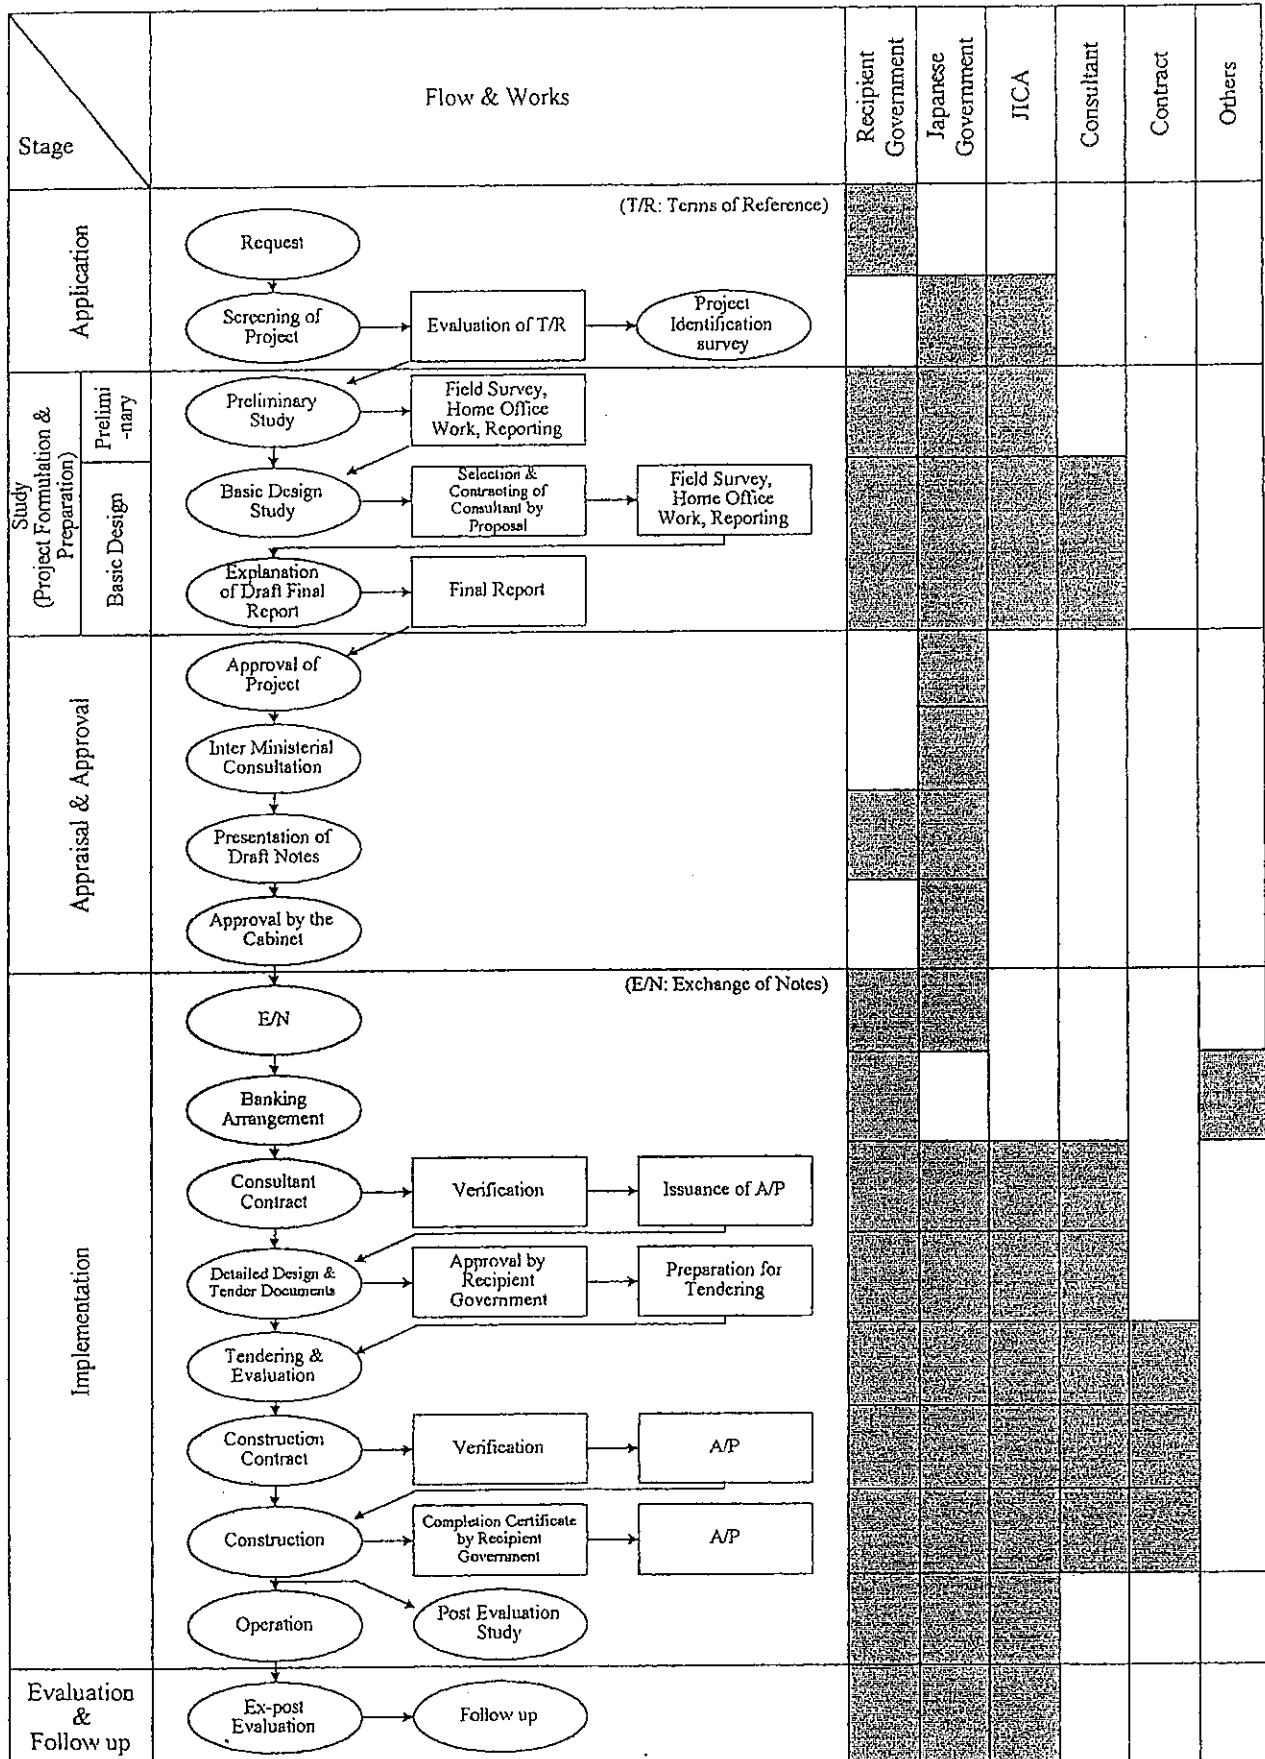 Stage
Flow & Works
Recipient
Government
Japanese
Government
JICA
Consultant
Contract
Others
Application
(T/R: Terms of Reference)
Request
Screening of
Project
Evaluation of T/R
Project
Identification
survey
Study
(Project Formulation &
Preparation)
Prelimi
-nary
Preliminary
Study
Field Survey,
Home Office
Work, Reporting
Basic Design
Basic Design
Study
Selection &
Contracting of
Consultant by
Proposal
Field Survey,
Home Office
Work, Reporting
Explanation
of Draft Final
Report
Final Report
Appraisal & Approval
Approval of
Project
Inter Ministerial
Consultation
Presentation of
Draft Notes
Approval by the
Cabinet
Implementation
(E/N: Exchange of Notes)
E/N
Banking
Arrangement
Consultant
Contract
Verification
Issuance of A/P
Detailed Design &
Tender Documents
Approval by
Recipient
Government
Preparation for
Tendering
Tendering &
Evaluation
Construction
Contract
Verification
A/P
Construction
Completion Certificate
by Recipient
Government
A/P
Operation
Post Evaluation
Study
Evaluation
&
Follow up
Ex-post
Evaluation
Follow up